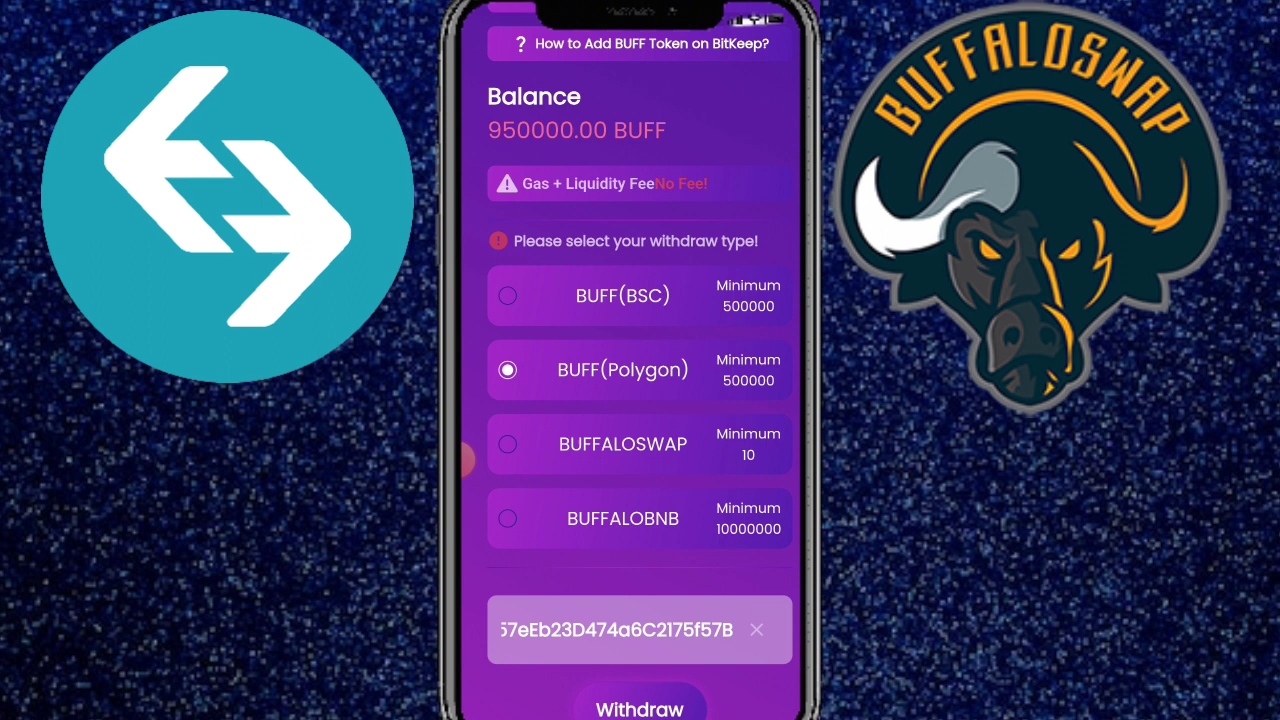 ? How to Add BUFF Token on BitKeep?
Balance
950000.00 BUFF
Gas + Liquidity FeeNo Fee!
! Please select your withdraw type!
BUFF(BSC)
Minimum
500000
BUFF(Polygon)
Minimum
500000
BUFFALOSWAP
Minimum
10
BUFFALOBNB
Minimum
10000000
57eEb23D474a6C2175f57B
Withdraw
BUFFALOSWAP